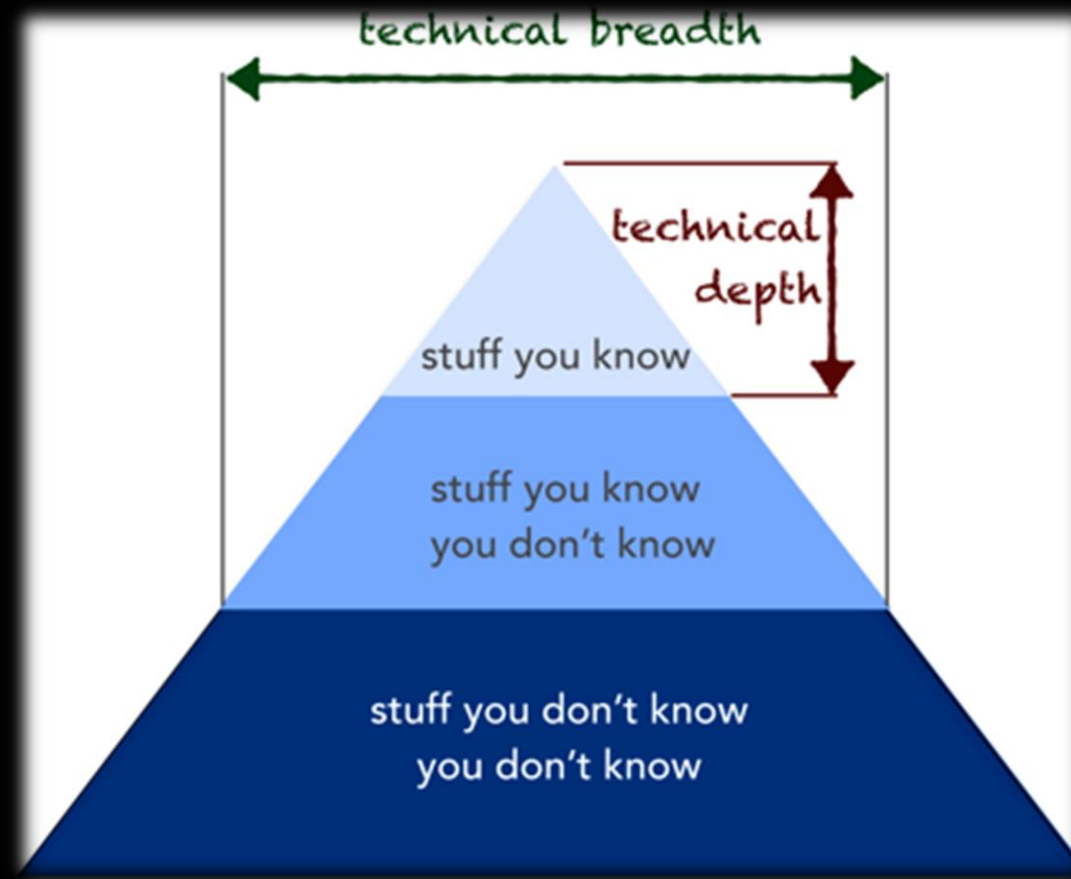 technical breadth
technical
depth
stuff you know
stuff you know
you don't know
stuff you don't know
you don't know